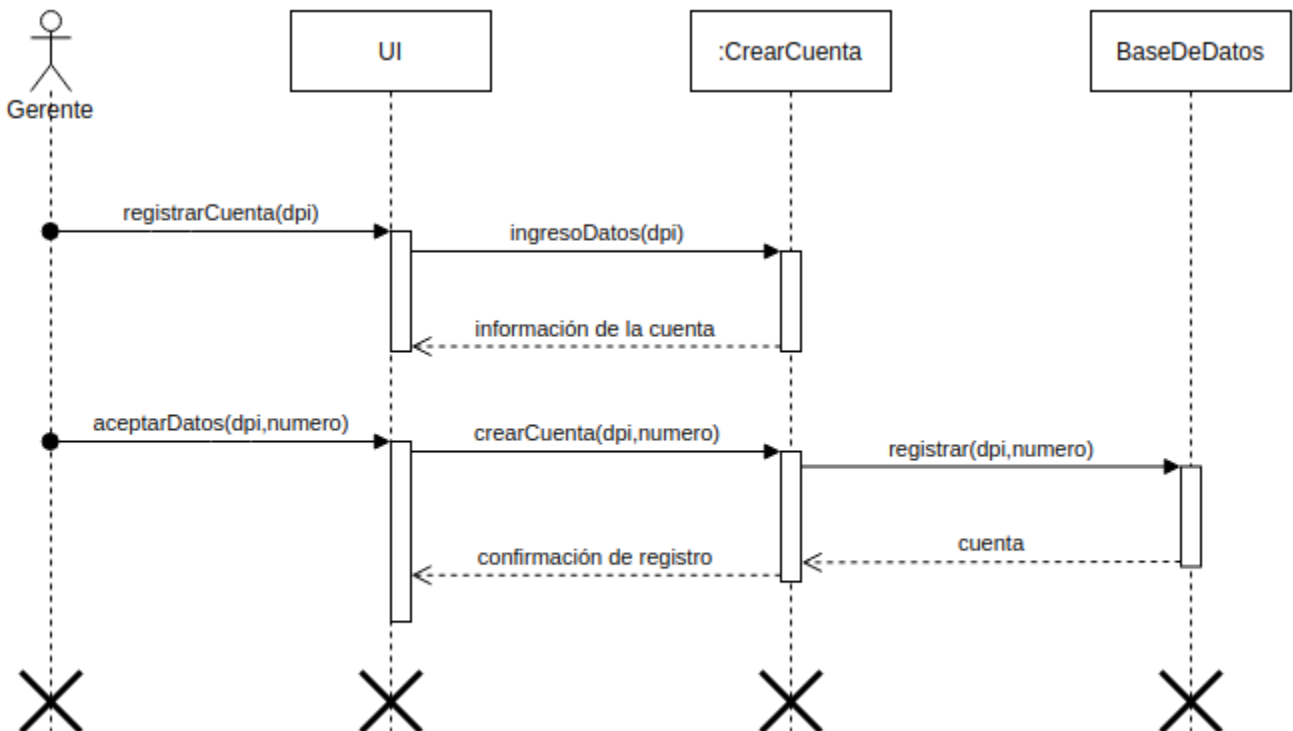 Gerente
UI
:CrearCuenta
BaseDeDatos
registrarCuenta(dpi)
ingresoDatos(dpi)
información de la cuenta
aceptarDatos(dpi,numero)
crearCuenta(dpi,numero)
registrar(dpi,numero)
cuenta
confirmación de registro